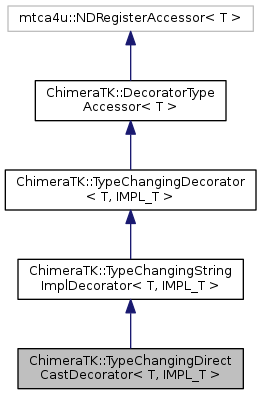 mtca4u::NDRegisterAccessor< T >
ChimeraTK::DecoratorType
Accessor< T >
ChimeraTK::TypeChangingDecorator
< T, IMPL_T >
ChimeraTK::TypeChangingString
ImplDecorator< T, IMPL_T >
ChimeraTK::TypeChangingDirect
CastDecorator< T, IMPL_T >